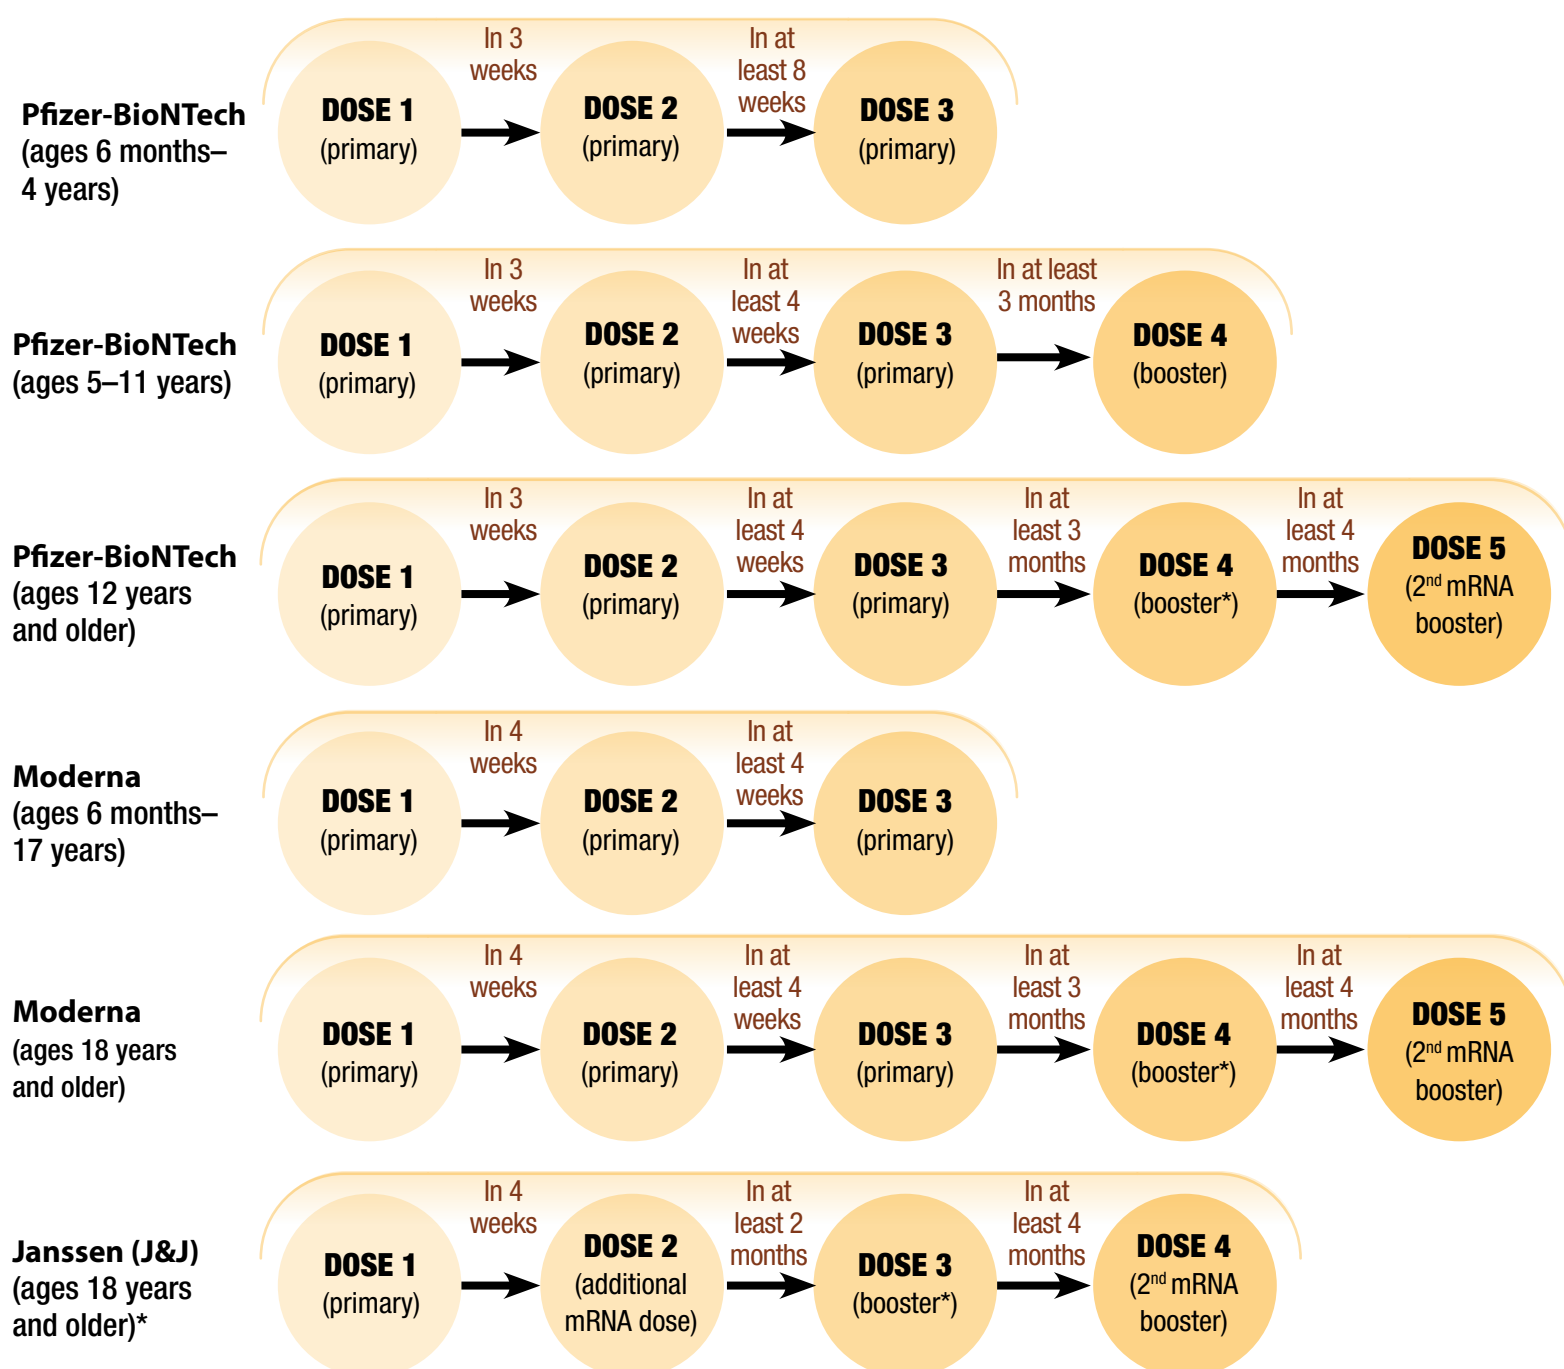 Pfizer-BioNTech
(ages 6 months–
4 years)
DOSE 1
(primary)
In 3
weeks
DOSE 2
(primary)
In at
least 8
weeks
DOSE 3
(primary)
Pfizer-BioNTech
(ages 5–11 years)
DOSE 1
(primary)
In 3
weeks
DOSE 2
(primary)
In at
least 4
weeks
DOSE 3
(primary)
In at least
3 months
DOSE 4
(booster)
Pfizer-BioNTech
(ages 12 years
and older)
DOSE 1
(primary)
In 3
weeks
DOSE 2
(primary)
In at
least 4
weeks
DOSE 3
(primary)
In at
least 3
months
DOSE 4
(booster*)
In at
least 4
months
DOSE 5
(2nd mRNA
booster)
Moderna
(ages 6 months–
17 years)
DOSE 1
(primary)
In 4
weeks
DOSE 2
(primary)
In at
least 4
weeks
DOSE 3
(primary)
Moderna
(ages 18 years
and older)
DOSE 1
(primary)
In 4
weeks
DOSE 2
(primary)
In at
least 4
weeks
DOSE 3
(primary)
In at
least 3
months
DOSE 4
(booster*)
In at
least 4
months
DOSE 5
(2nd mRNA
booster)
Janssen (J&J)
(ages 18 years
and older)*
DOSE 1
(primary)
In 4
weeks
DOSE 2
(additional
mRNA dose)
In at
least 2
months
DOSE 3
(booster*)
In at
least 4
months
DOSE 4
(2nd mRNA
booster)